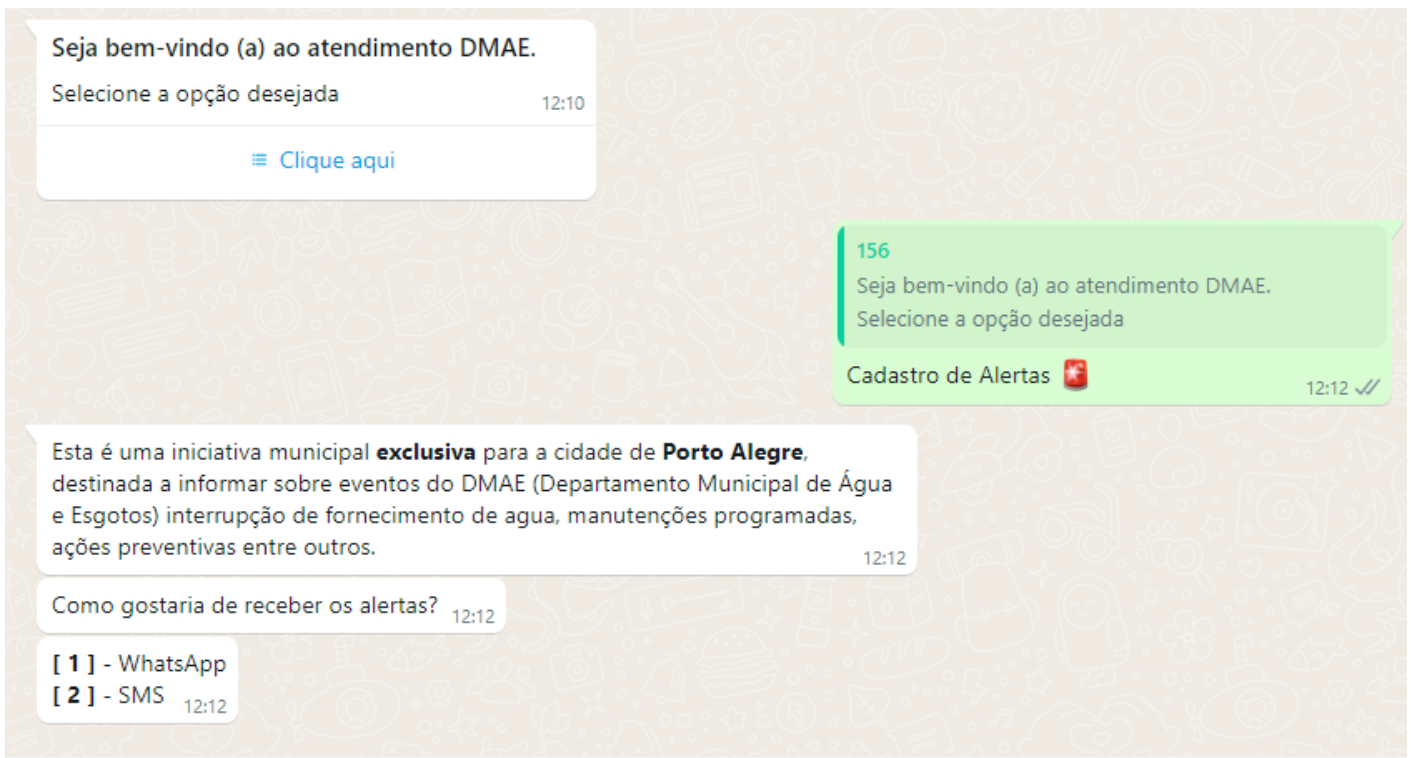 Seja bem-vindo (a) ao atendimento DMAE.
Selecione a opção desejada
12:10
Clique aqui
156
Seja bem-vindo (a) ao atendimento DMAE.
Selecione a opção desejada
Cadastro de Alertas 🚨
12:12
Esta é uma iniciativa municipal exclusiva para a cidade de Porto Alegre,
destinada a informar sobre eventos do DMAE (Departamento Municipal de Água
e Esgotos) interrupção de fornecimento de agua, manutenções programadas,
ações preventivas entre outros.
12:12
Como gostaria de receber os alertas? 12:12
[ 1 ] - WhatsApp
[ 2 ] - SMS 12:12